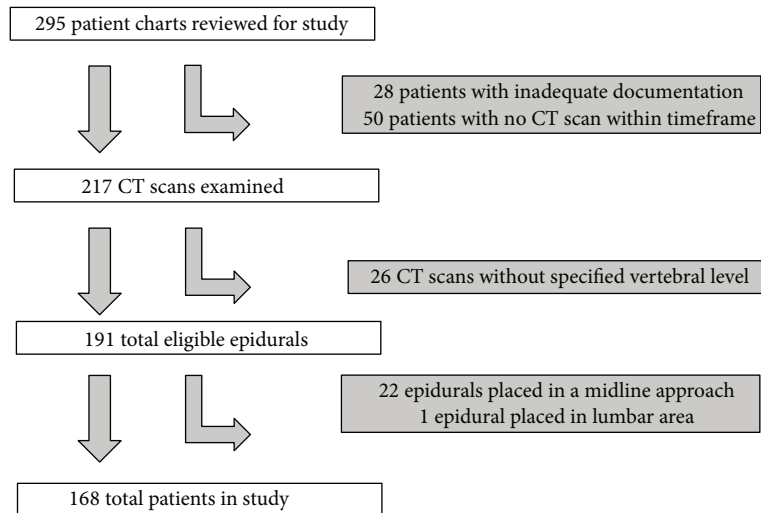 295 patient charts reviewed for study
28 patients with inadequate documentation
50 patients with no CT scan within timeframe
217 CT scans examined
26 CT scans without specified vertebral level
191 total eligible epidurals
22 epidurals placed in a midline approach
1 epidural placed in lumbar area
168 total patients in study